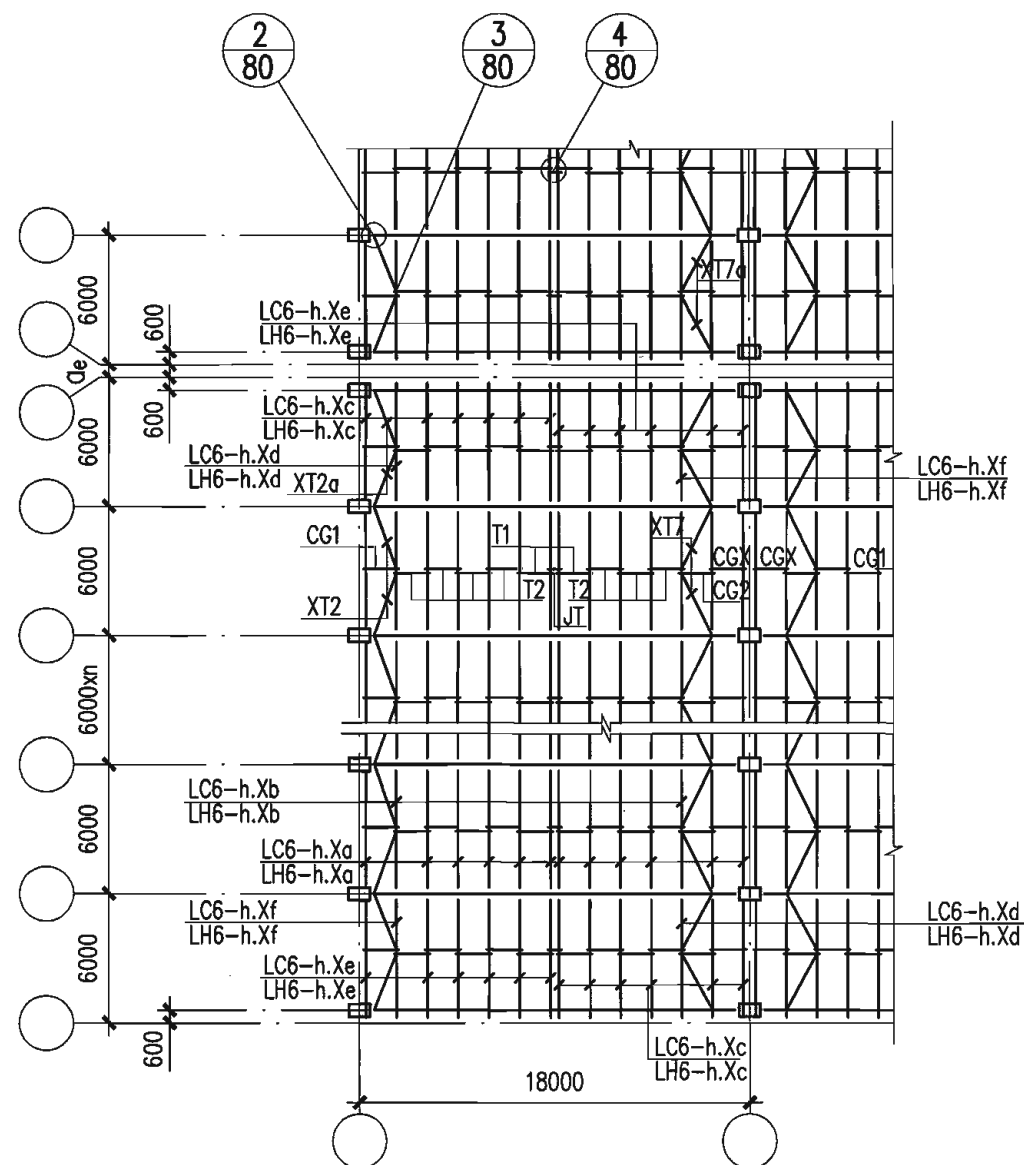 2
80
3
80
4
80
6000
600
ae
600
6000
6000
6000xn
6000
6000
600
LC6-h.Xe
LH6-h.Xe
XT7a
LC6-h.Xc
LH6-h.Xc
LC6-h.Xd
LH6-h.Xd
XT2a
LC6-h.Xf
LH6-h.Xf
CG1
T1
XT7
CGX
CGX
CG1
T2
T2
CG2
XT2
JT
LC6-h.Xb
LH6-h.Xb
LC6-h.Xa
LH6-h.Xa
LC6-h.Xf
LH6-h.Xf
LC6-h.Xd
LH6-h.Xd
LC6-h.Xe
LH6-h.Xe
LC6-h.Xc
LH6-h.Xc
18000